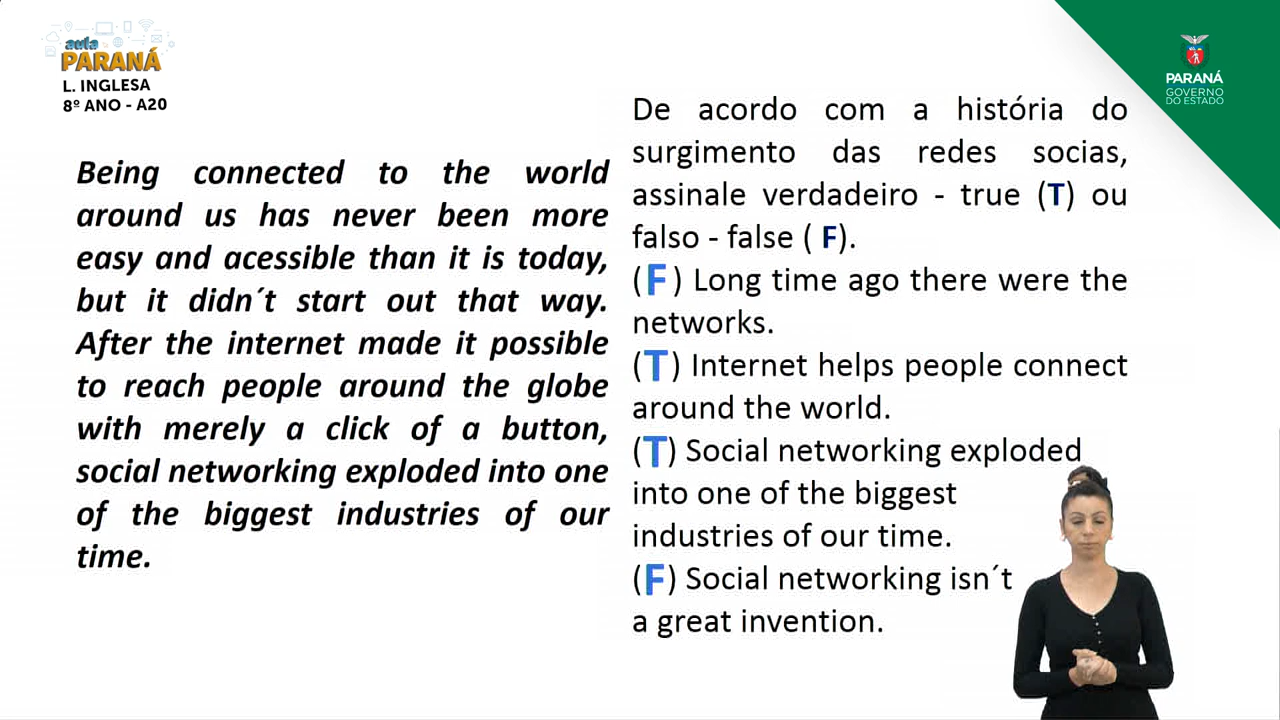 aula
PARANÁ
L. INGLESA
8º ANO - A20
PARANÁ
GOVERNO
DO ESTADO
Being connected to the world
around us has never been more
easy and acessible than it is today,
but it didn´t start out that way.
After the internet made it possible
to reach people around the globe
with merely a click of a button,
social networking exploded into one
of the biggest industries of our
time.
De acordo com a história do
surgimento das redes socias,
assinale verdadeiro - true (T) ou
falso - false ( F).
(F) Long time ago there were the
networks.
(T) Internet helps people connect
around the world.
(T) Social networking exploded
into one of the biggest
industries of our time.
(F) Social networking isn´t
a great invention.